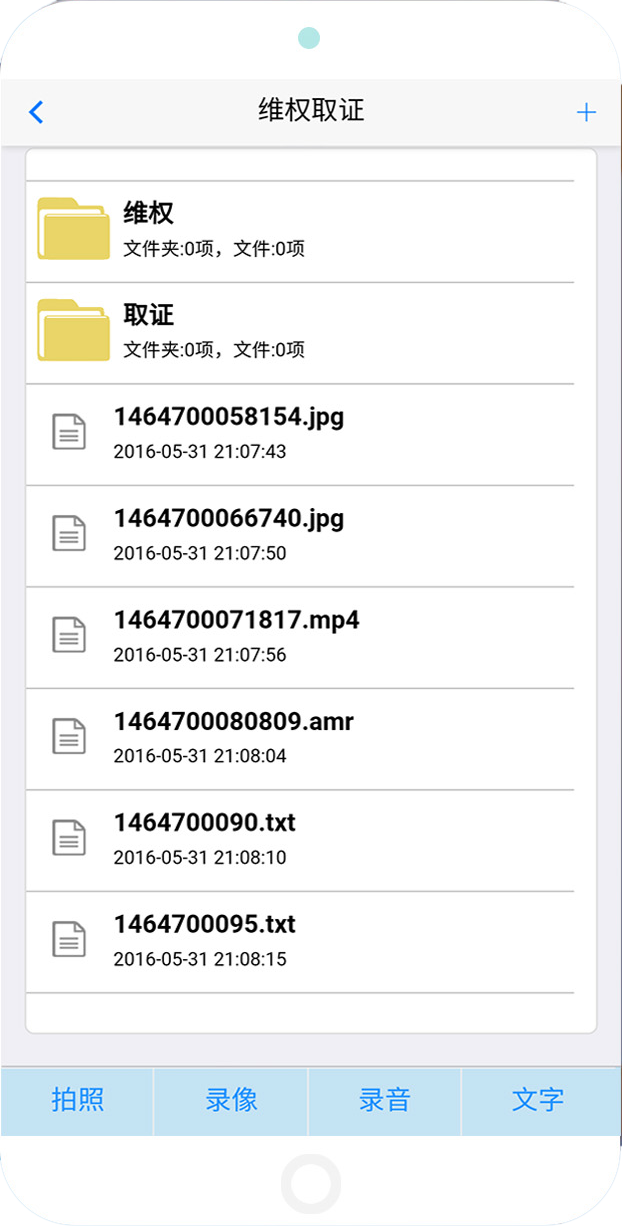 维权取证
维权
文件夹:0项，文件:0项
取证
文件夹:0项，文件:0项
1464700058154.jpg
2016-05-31 21:07:43
1464700066740.jpg
2016-05-31 21:07:50
1464700071817.mp4
2016-05-31 21:07:56
1464700080809.amr
2016-05-31 21:08:04
1464700090.txt
2016-05-31 21:08:10
1464700095.txt
2016-05-31 21:08:15
拍照 录像 录音 文字